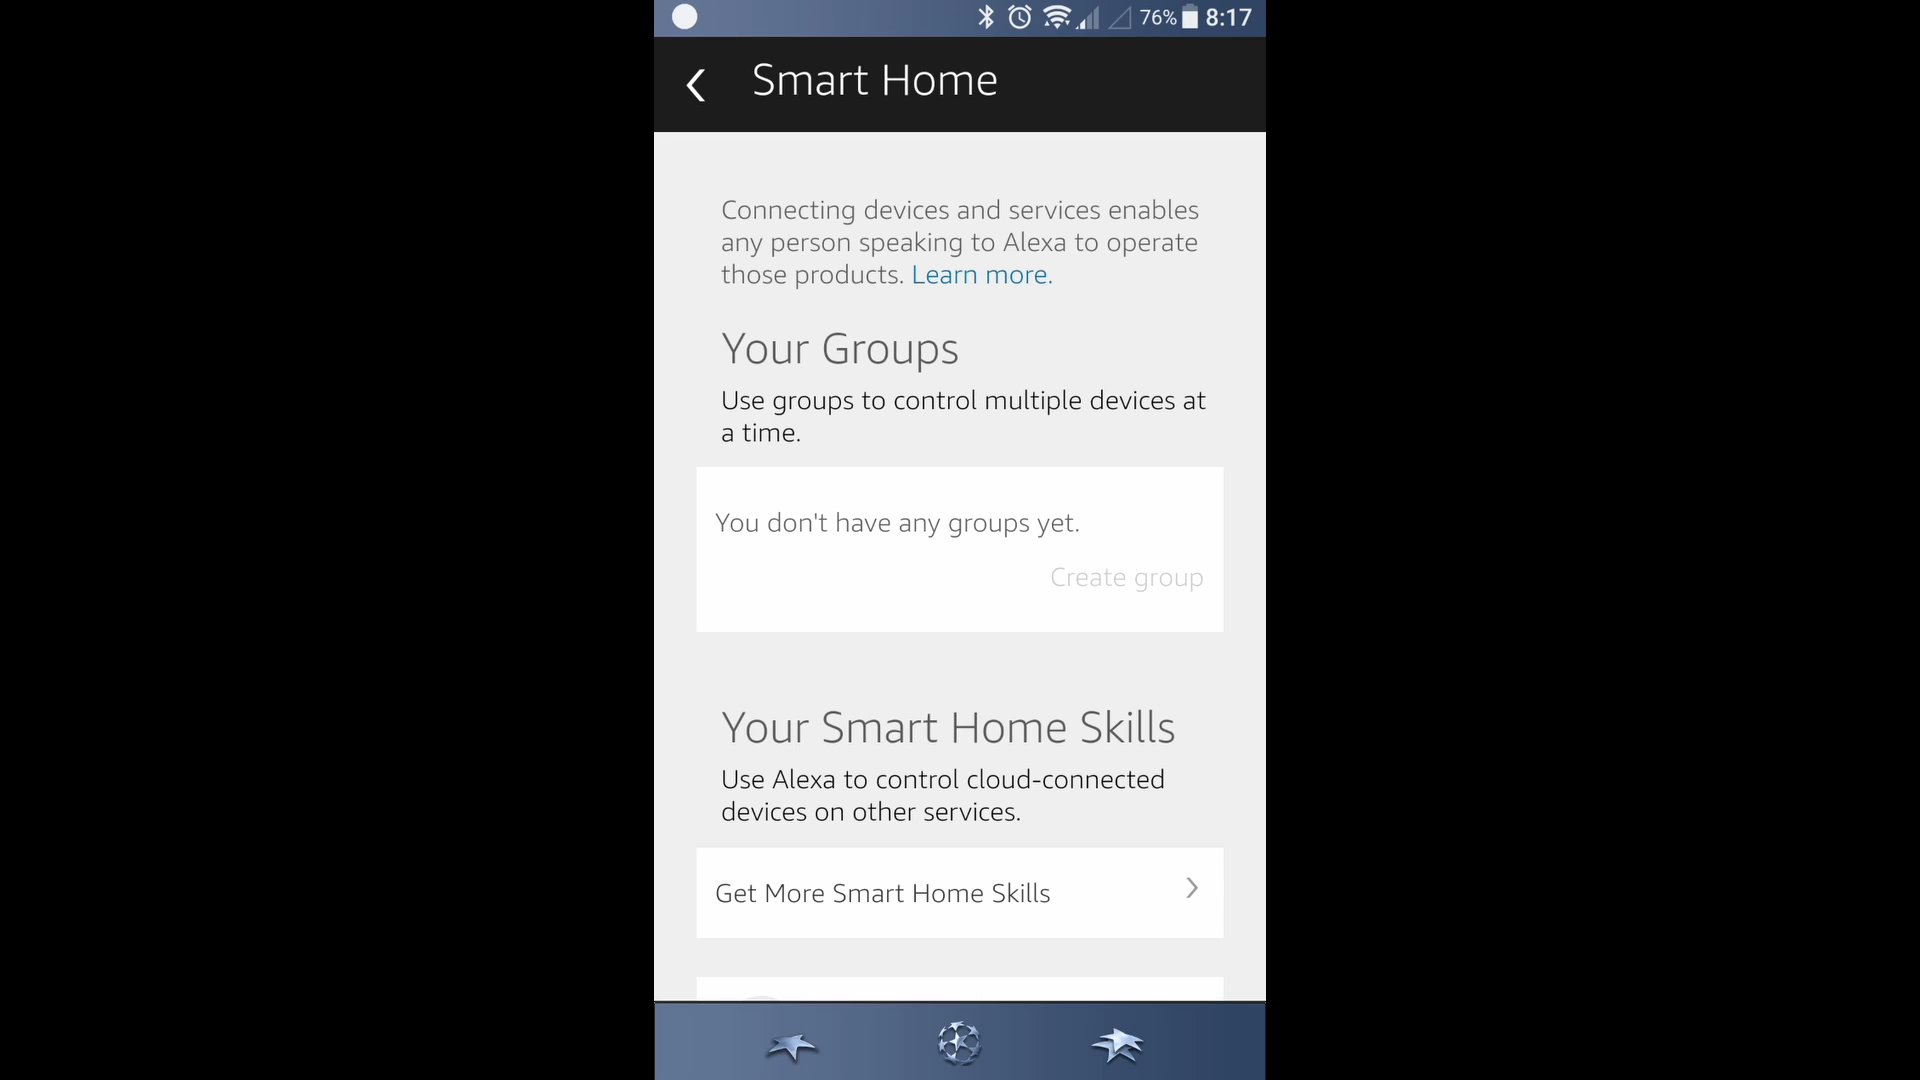 76% 8:17
Smart Home
Connecting devices and services enables
any person speaking to Alexa to operate
those products. Learn more.
Your Groups
Use groups to control multiple devices at
a time.
You don't have any groups yet.
Create group
Your Smart Home Skills
Use Alexa to control cloud-connected
devices on other services.
Get More Smart Home Skills